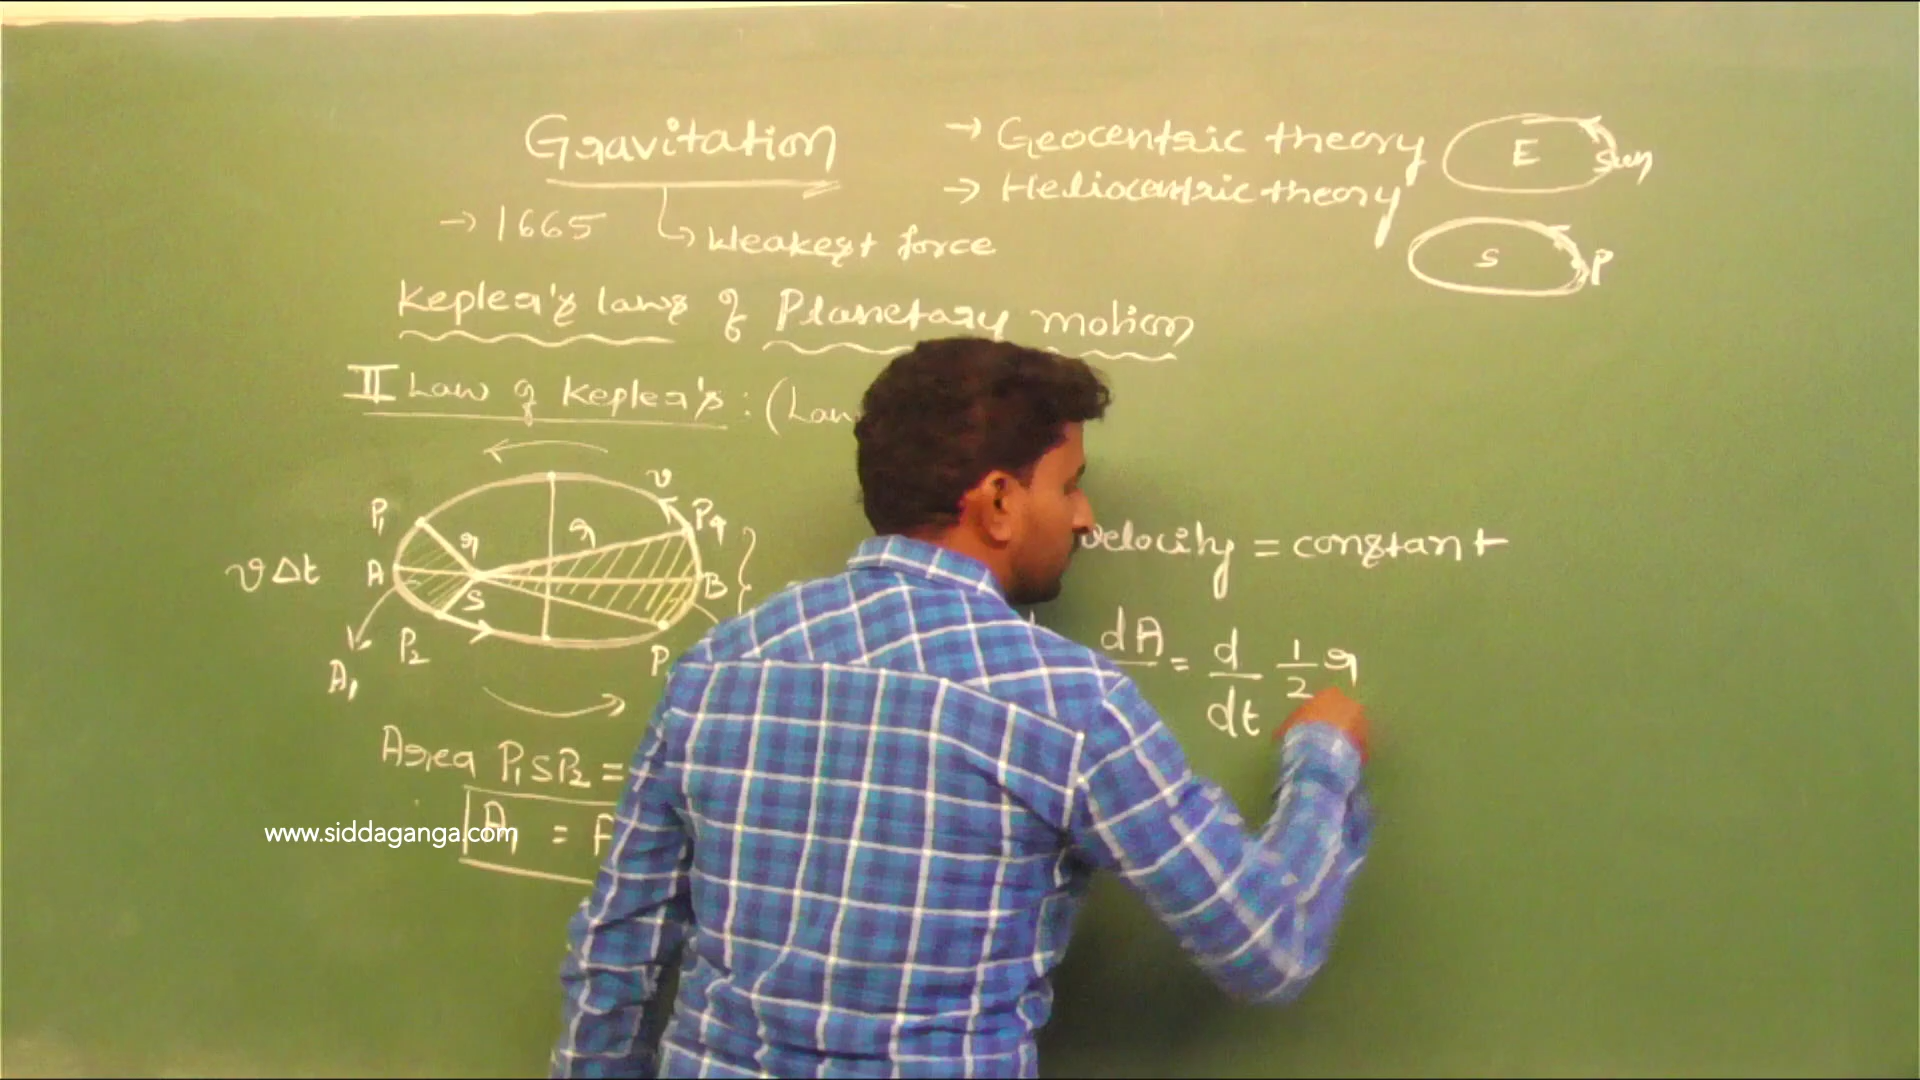 Gravitation
→ Geocentric theory
E
Sun
→ Heliocentric theory
S
P
→ 1665
↳ Weakest force
Kepler's laws of Planetary motion
II Law of Kepler's : (Law
v
P₁
r
r
P₄
v Δt
A
S
B
A₁
P₂
P
velocity = constant
dA = d/dt 1/2 r
Area P₁SP₂ =
A₁ =
www.siddaganga.com